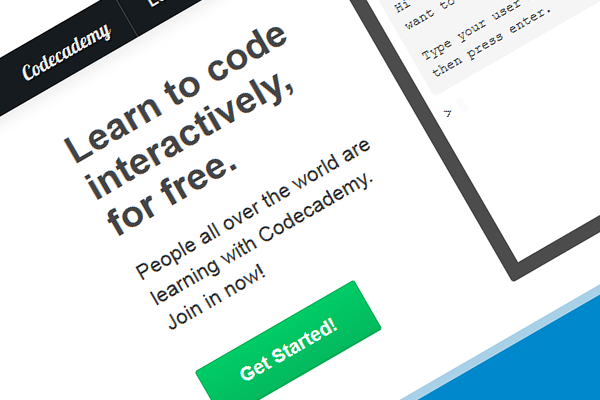 Codecademy
Learn to code
interactively,
for free.
People all over the world are
learning with Codecademy.
Join in now!
Get Started!
Hi
want to
Type your user
then press enter.
>